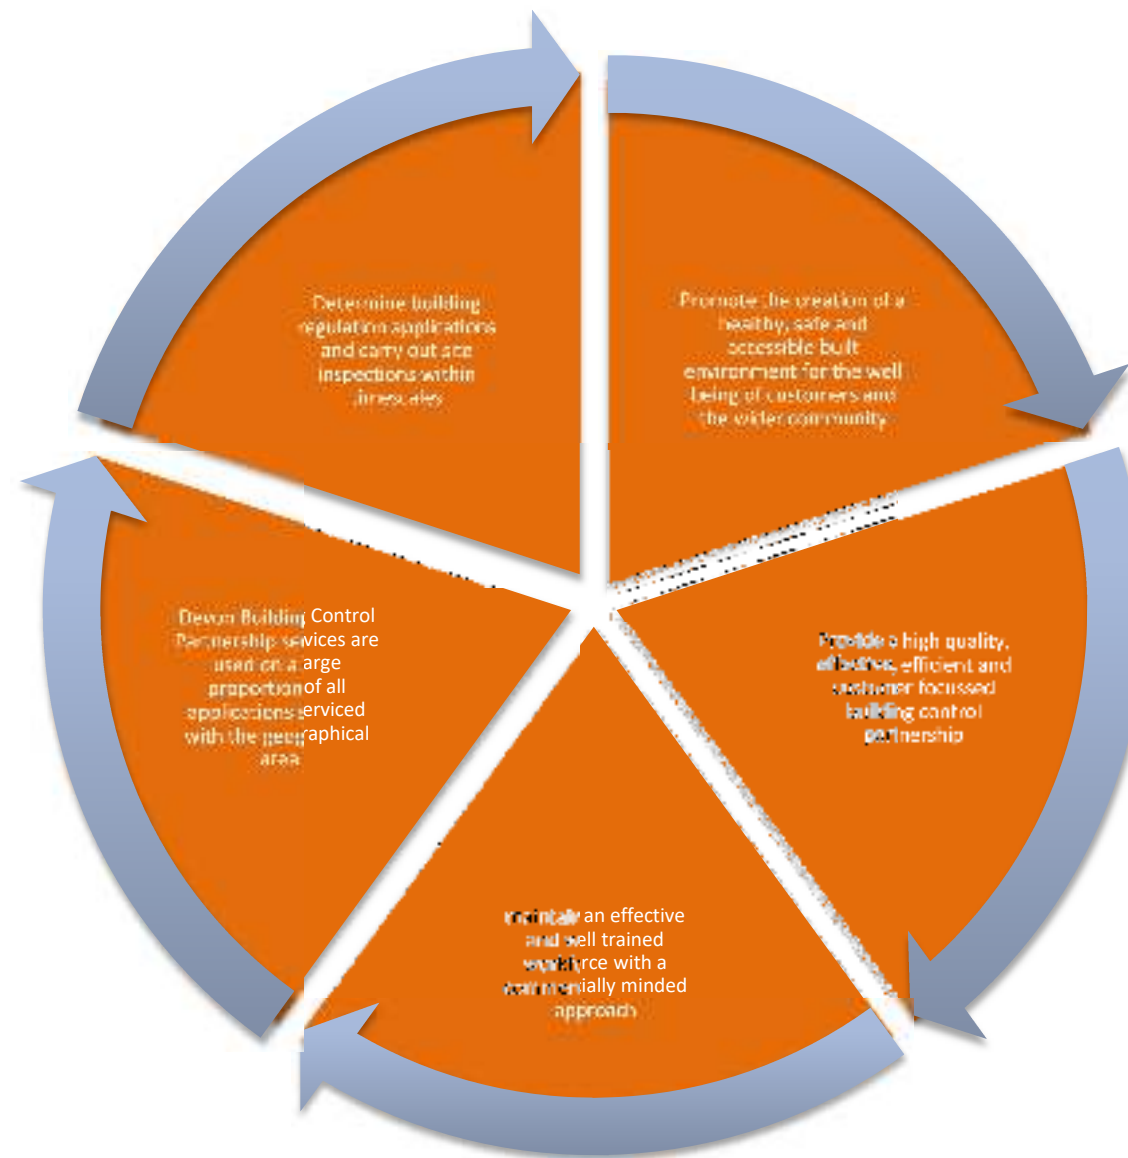 Determine building
regulation applications
and carry out site
inspections within
timescales
Promote the creation of a
healthy, safe and
accessible built
environment for the well
being of customers and
the wider community
Provide a high quality,
effective, efficient and
customer focussed
building control
partnership
maintain an effective
and well trained
workforce with a
commercially minded
approach
Devon Building Control
Partnership services are
used on a large
proportion of all
applications serviced
with the geographical
area